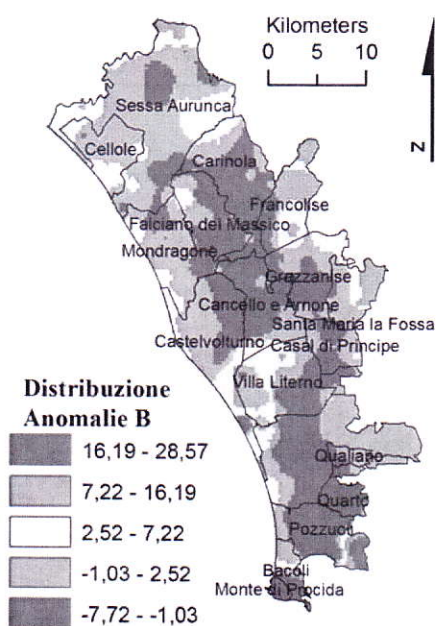 Kilometers
0 5 10
N
Sessa Aurunca
Cellole
Carinola
Francolise
Falciano del Massico
Mondragone
Grazzanise
Cancello e Arnone
Santa Maria la Fossa
Castelvolturno
Casal di Principe
Villa Literno
Distribuzione
Anomalie B
16,19 - 28,57
7,22 - 16,19
Qualiano
2,52 - 7,22
Quarto
Pozzuoli
-1,03 - 2,52
Bacoli
Monte di Procida
-7,72 - -1,03